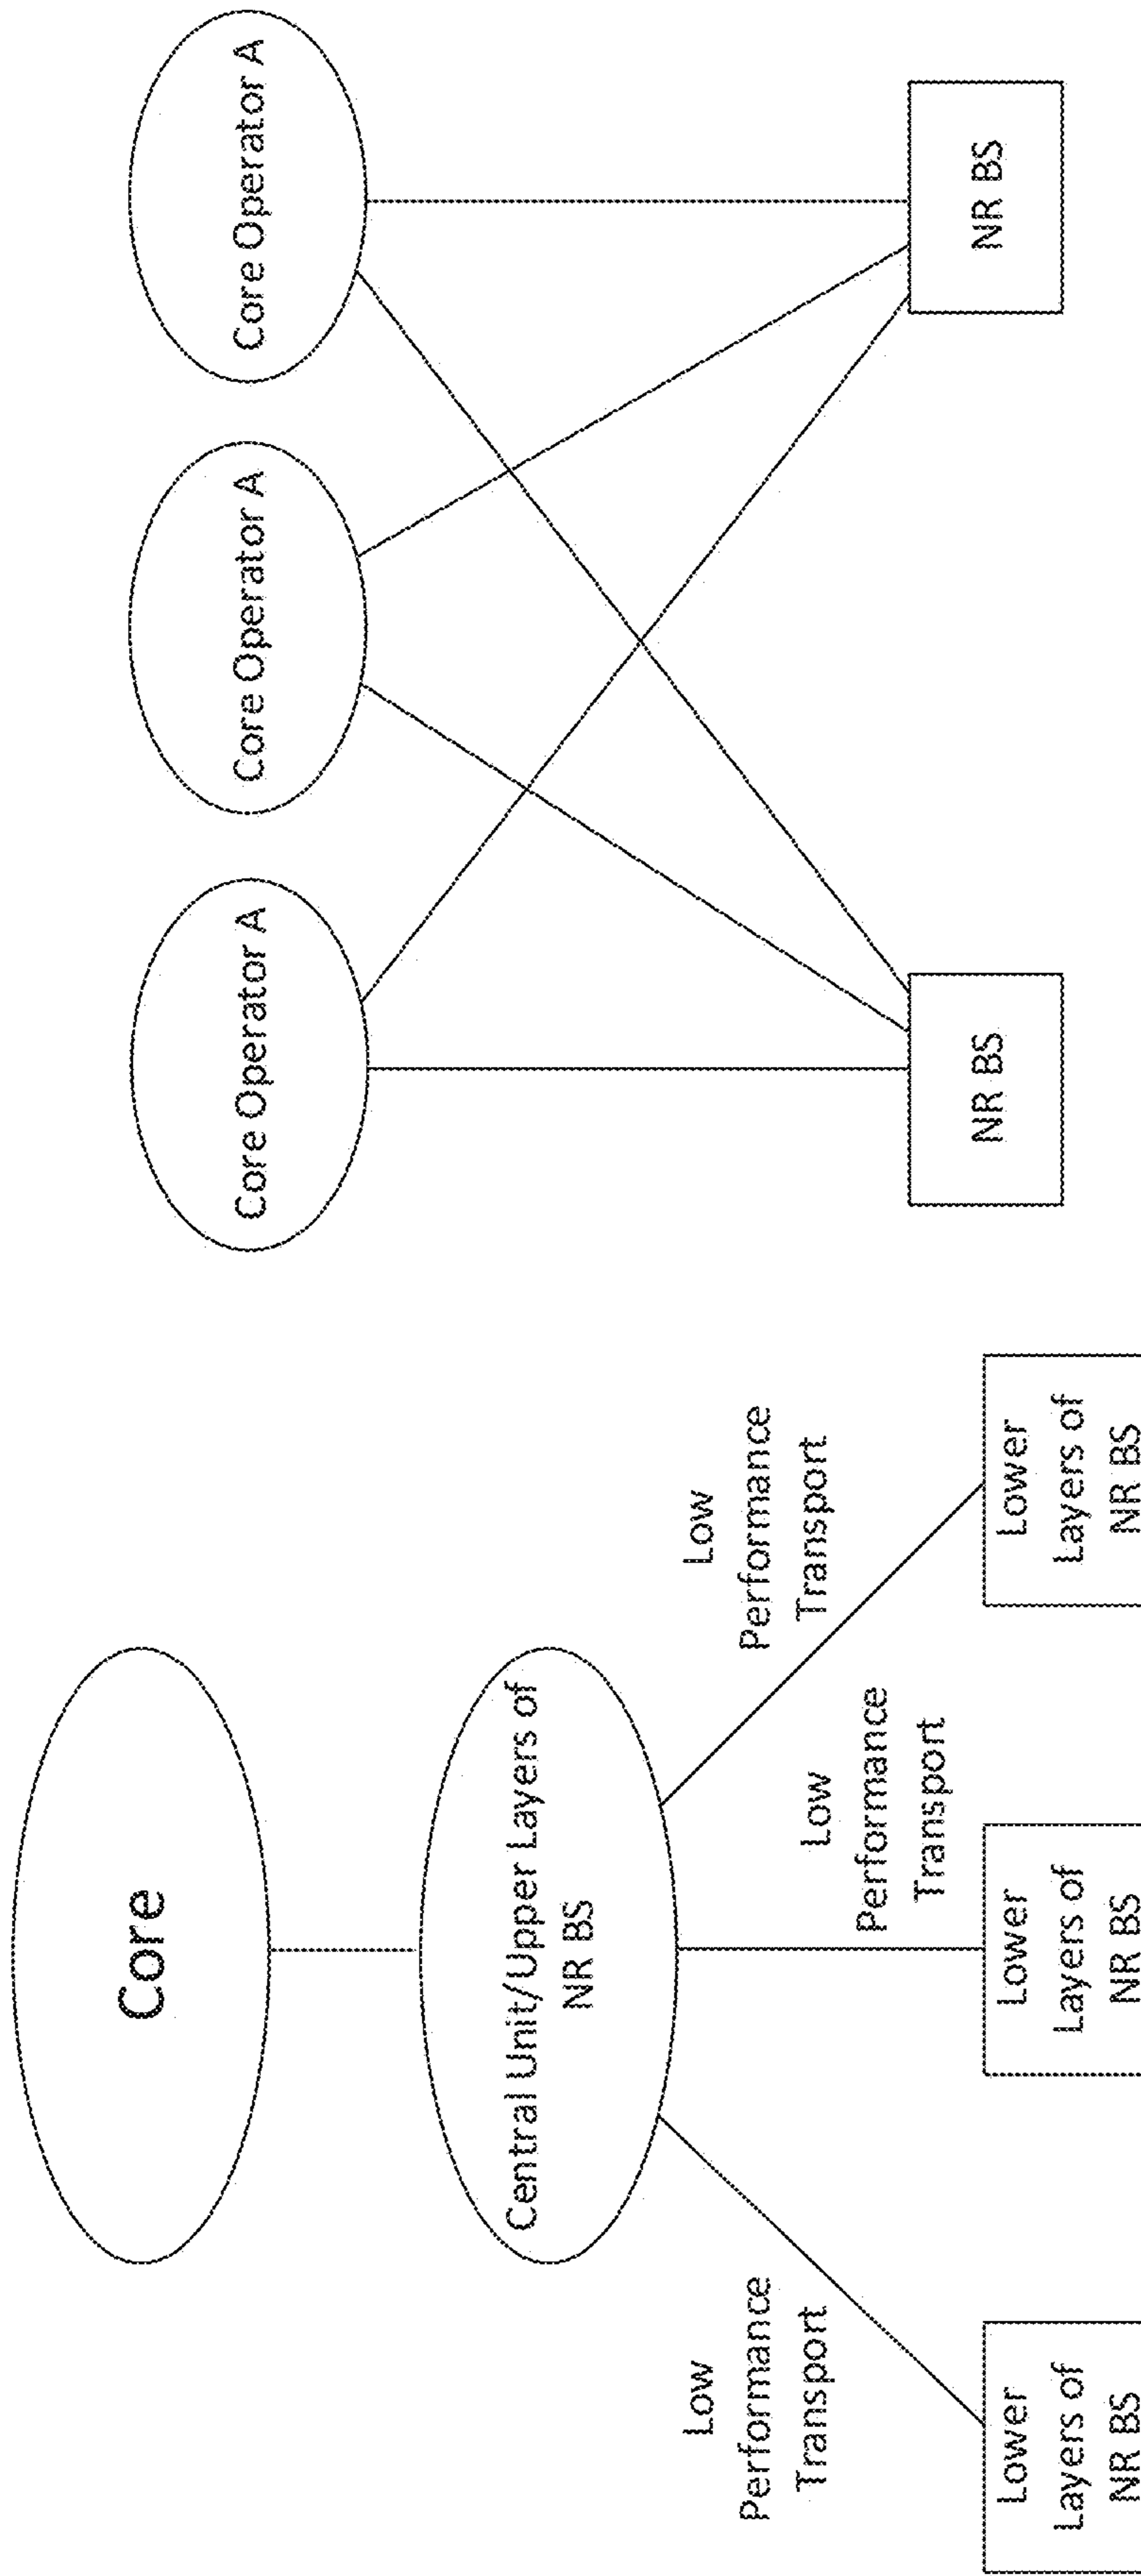 Core
Central Unit/Upper Layers of
NR BS
Low
Performance
Transport
Low
Performance
Transport
Low
Performance
Transport
Lower
Layers of
NR BS
Lower
Layers of
NR BS
Lower
Layers of
NR BS
Core Operator A
Core Operator A
Core Operator A
NR BS
NR BS